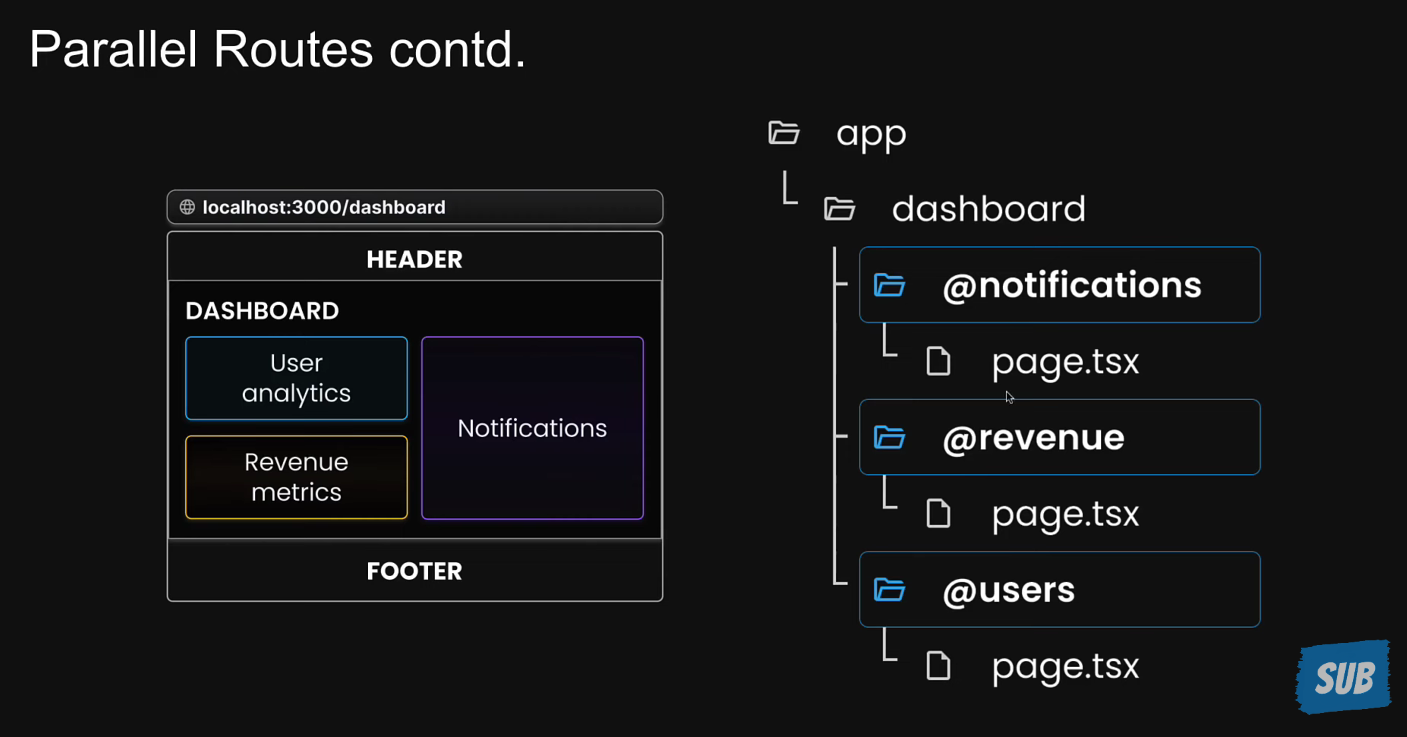 Parallel Routes contd.
localhost:3000/dashboard
HEADER
DASHBOARD
User
analytics
Revenue
metrics
Notifications
FOOTER
app
dashboard
@notifications
page.tsx
@revenue
page.tsx
@users
page.tsx
SUB